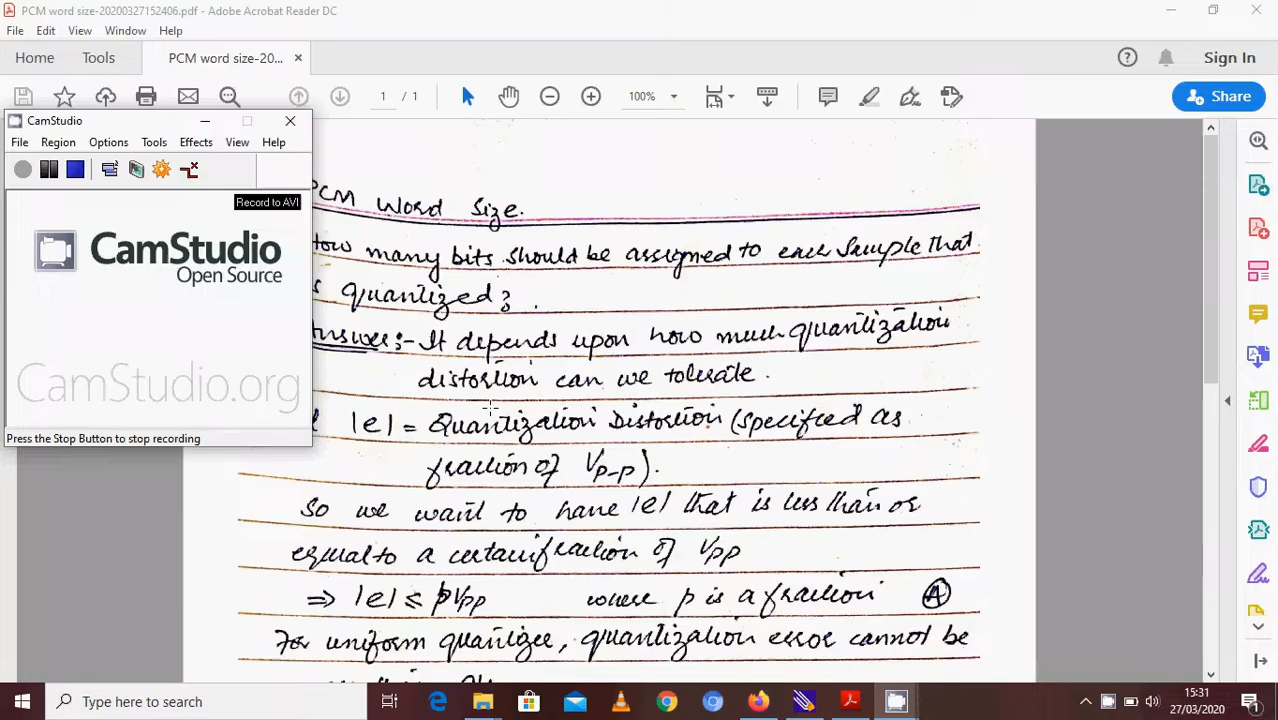 PCM word size-20200327152406.pdf - Adobe Acrobat Reader DC
File Edit View Window Help
Home Tools PCM word size-20... × Sign In
1 / 1 100% Share
CamStudio
File Region Options Tools Effects View Help
Record to AVI
CamStudio
Open Source
CamStudio.org
Press the Stop Button to stop recording
PCM Word Size.
How many bits should be assigned to each sample that
s quantized?
Answer:- It depends upon how much quantization
distortion can we tolerate.
|e| = Quantization Distortion (specified as
fraction of Vp-p).
So we want to have |e| that is less than or
equal to a certain fraction of Vpp
⇒ |e| ≤ pVpp where p is a fraction (A)
For uniform quantizer, quantization error cannot be
Type here to search
15:31
27/03/2020